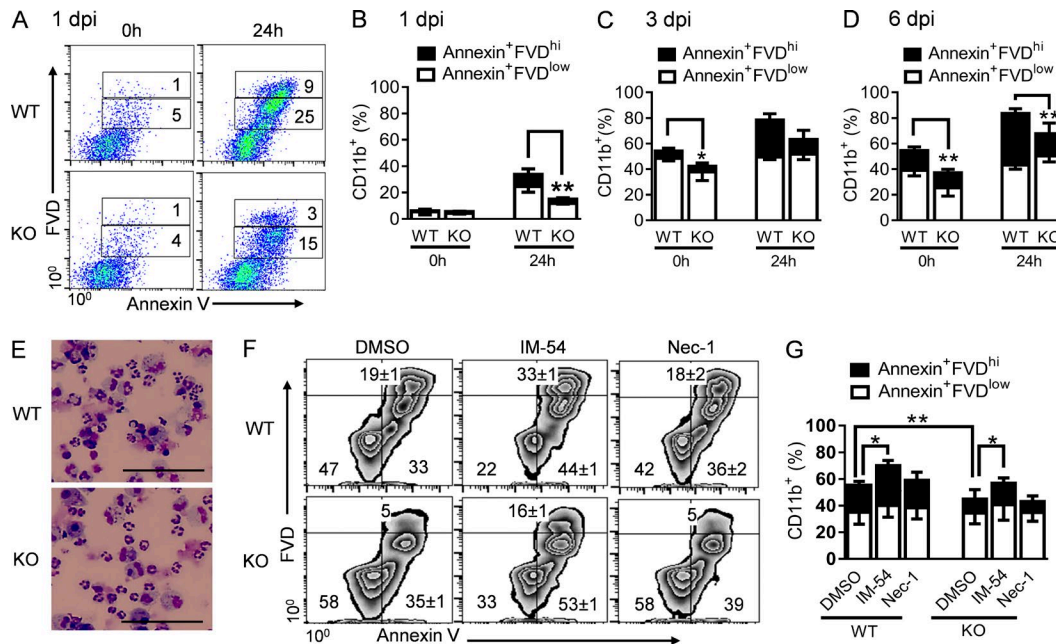 A 1 dpi
0h 24h
WT
1
5
9
25
KO
1
4
3
15
FVD
10⁰
10⁰
Annexin V
B 1 dpi
Annexin⁺FVDʰⁱ
Annexin⁺FVDˡᵒʷ
CD11b⁺ (%)
100
80
60
40
20
0
**
WT KO WT KO
0h 24h
C 3 dpi
Annexin⁺FVDʰⁱ
Annexin⁺FVDˡᵒʷ
CD11b⁺ (%)
100
80
60
40
20
0
*
WT KO WT KO
0h 24h
D 6 dpi
Annexin⁺FVDʰⁱ
Annexin⁺FVDˡᵒʷ
CD11b⁺ (%)
100
80
60
40
20
0
** **
WT KO WT KO
0h 24h
E
WT
KO
F
DMSO IM-54 Nec-1
WT
19±1 33±1 18±2
47 33 22 44±1 42 36±2
KO
5 16±1 5
58 35±1 33 53±1 58 39
FVD
10⁰
10⁰
Annexin V
G
Annexin⁺FVDʰⁱ
Annexin⁺FVDˡᵒʷ
CD11b⁺ (%)
100
80
60
40
20
0
**
* *
DMSO IM-54 Nec-1 DMSO IM-54 Nec-1
WT KO